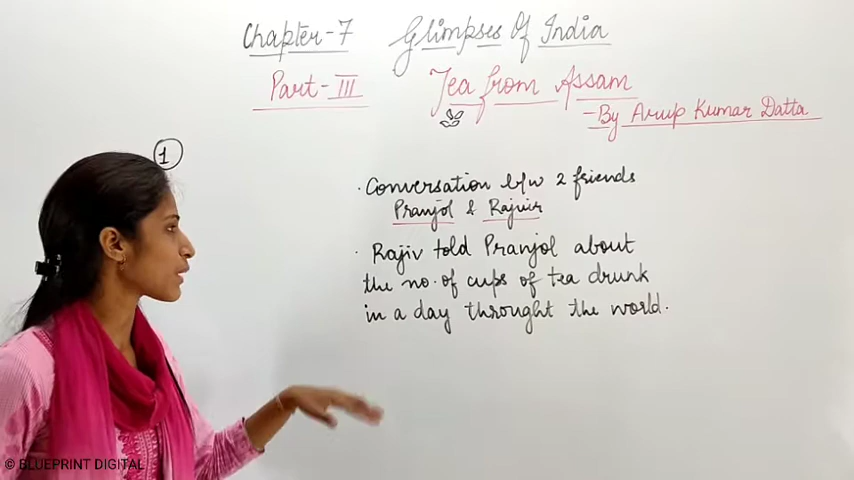 Chapter-7 Glimpses Of India
Part-III Tea from Assam
- By Arup Kumar Datta
1
· Conversation b/w 2 friends
Pranjol & Rajvir
· Rajiv told Pranjol about
the no. of cups of tea drunk
in a day throught the world.
© BLUEPRINT DIGITAL